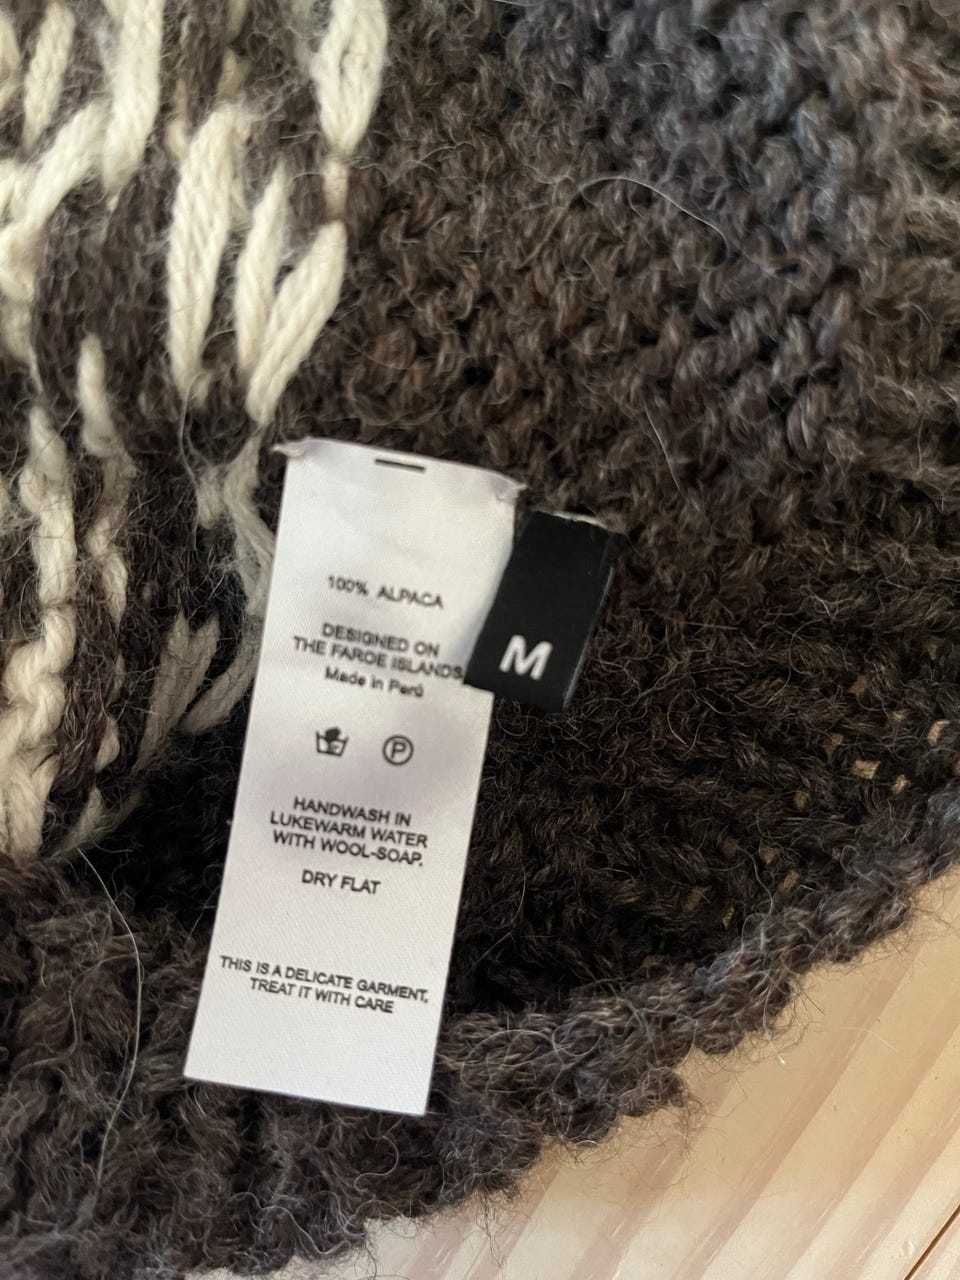 100% ALPACA
DESIGNED ON
THE FAROE ISLANDS
Made in Perú
P
HANDWASH IN
LUKEWARM WATER
WITH WOOL-SOAP.
DRY FLAT
THIS IS A DELICATE GARMENT,
TREAT IT WITH CARE
M